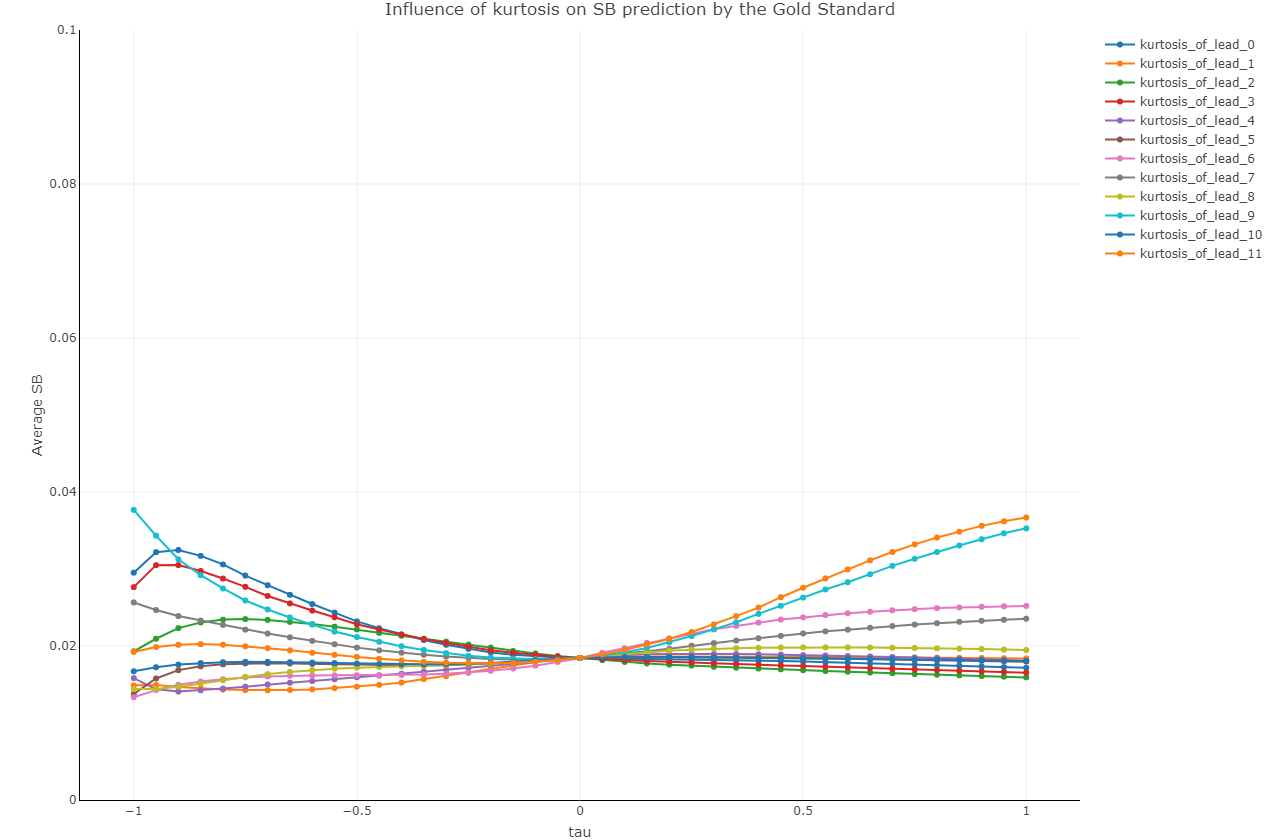 Influence of kurtosis on SB prediction by the Gold Standard
0.1
0.08
0.06
0.04
0.02
0
Average SB
−1
−0.5
0
0.5
1
tau
kurtosis_of_lead_0
kurtosis_of_lead_1
kurtosis_of_lead_2
kurtosis_of_lead_3
kurtosis_of_lead_4
kurtosis_of_lead_5
kurtosis_of_lead_6
kurtosis_of_lead_7
kurtosis_of_lead_8
kurtosis_of_lead_9
kurtosis_of_lead_10
kurtosis_of_lead_11